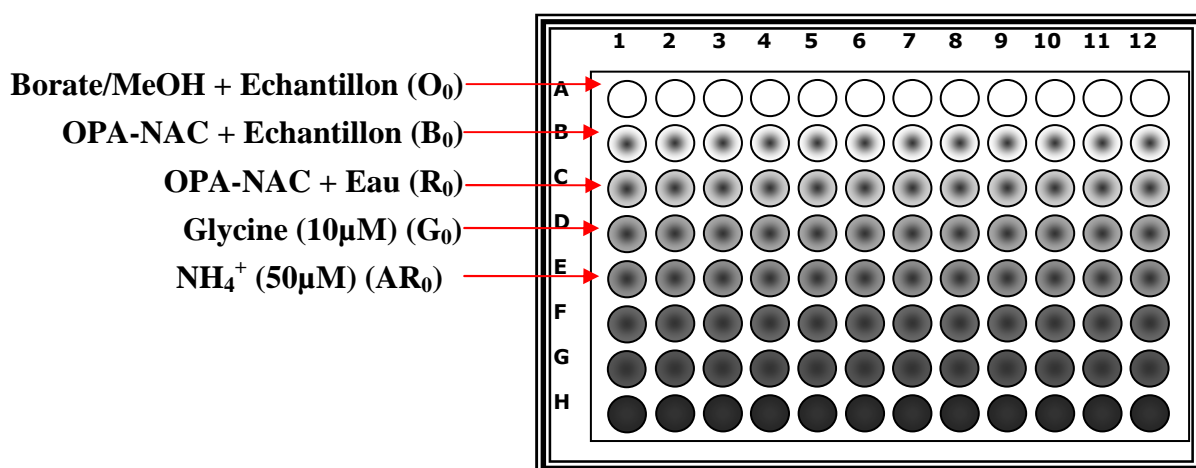 1 2 3 4 5 6 7 8 9 10 11 12
Borate/MeOH + Echantillon (O₀) A
OPA-NAC + Echantillon (B₀) B
OPA-NAC + Eau (R₀) C
Glycine (10µM) (G₀) D
NH₄⁺ (50µM) (AR₀) E
F
G
H